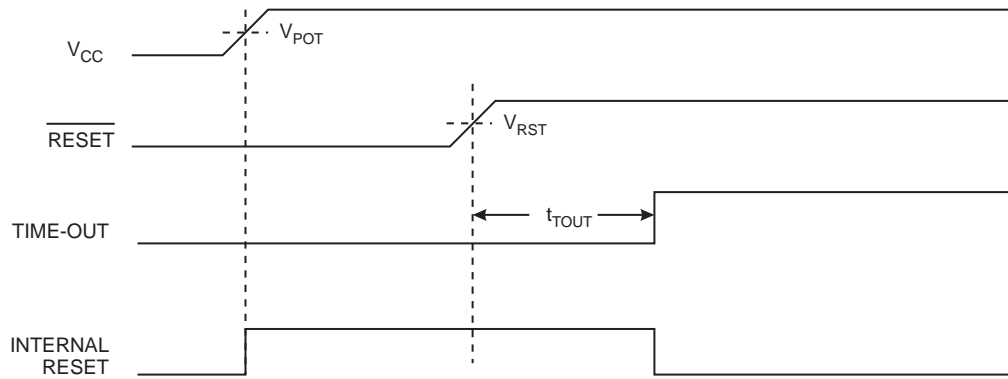 V_CC
V_POT
RESET
V_RST
TIME-OUT
t_TOUT
INTERNAL
RESET